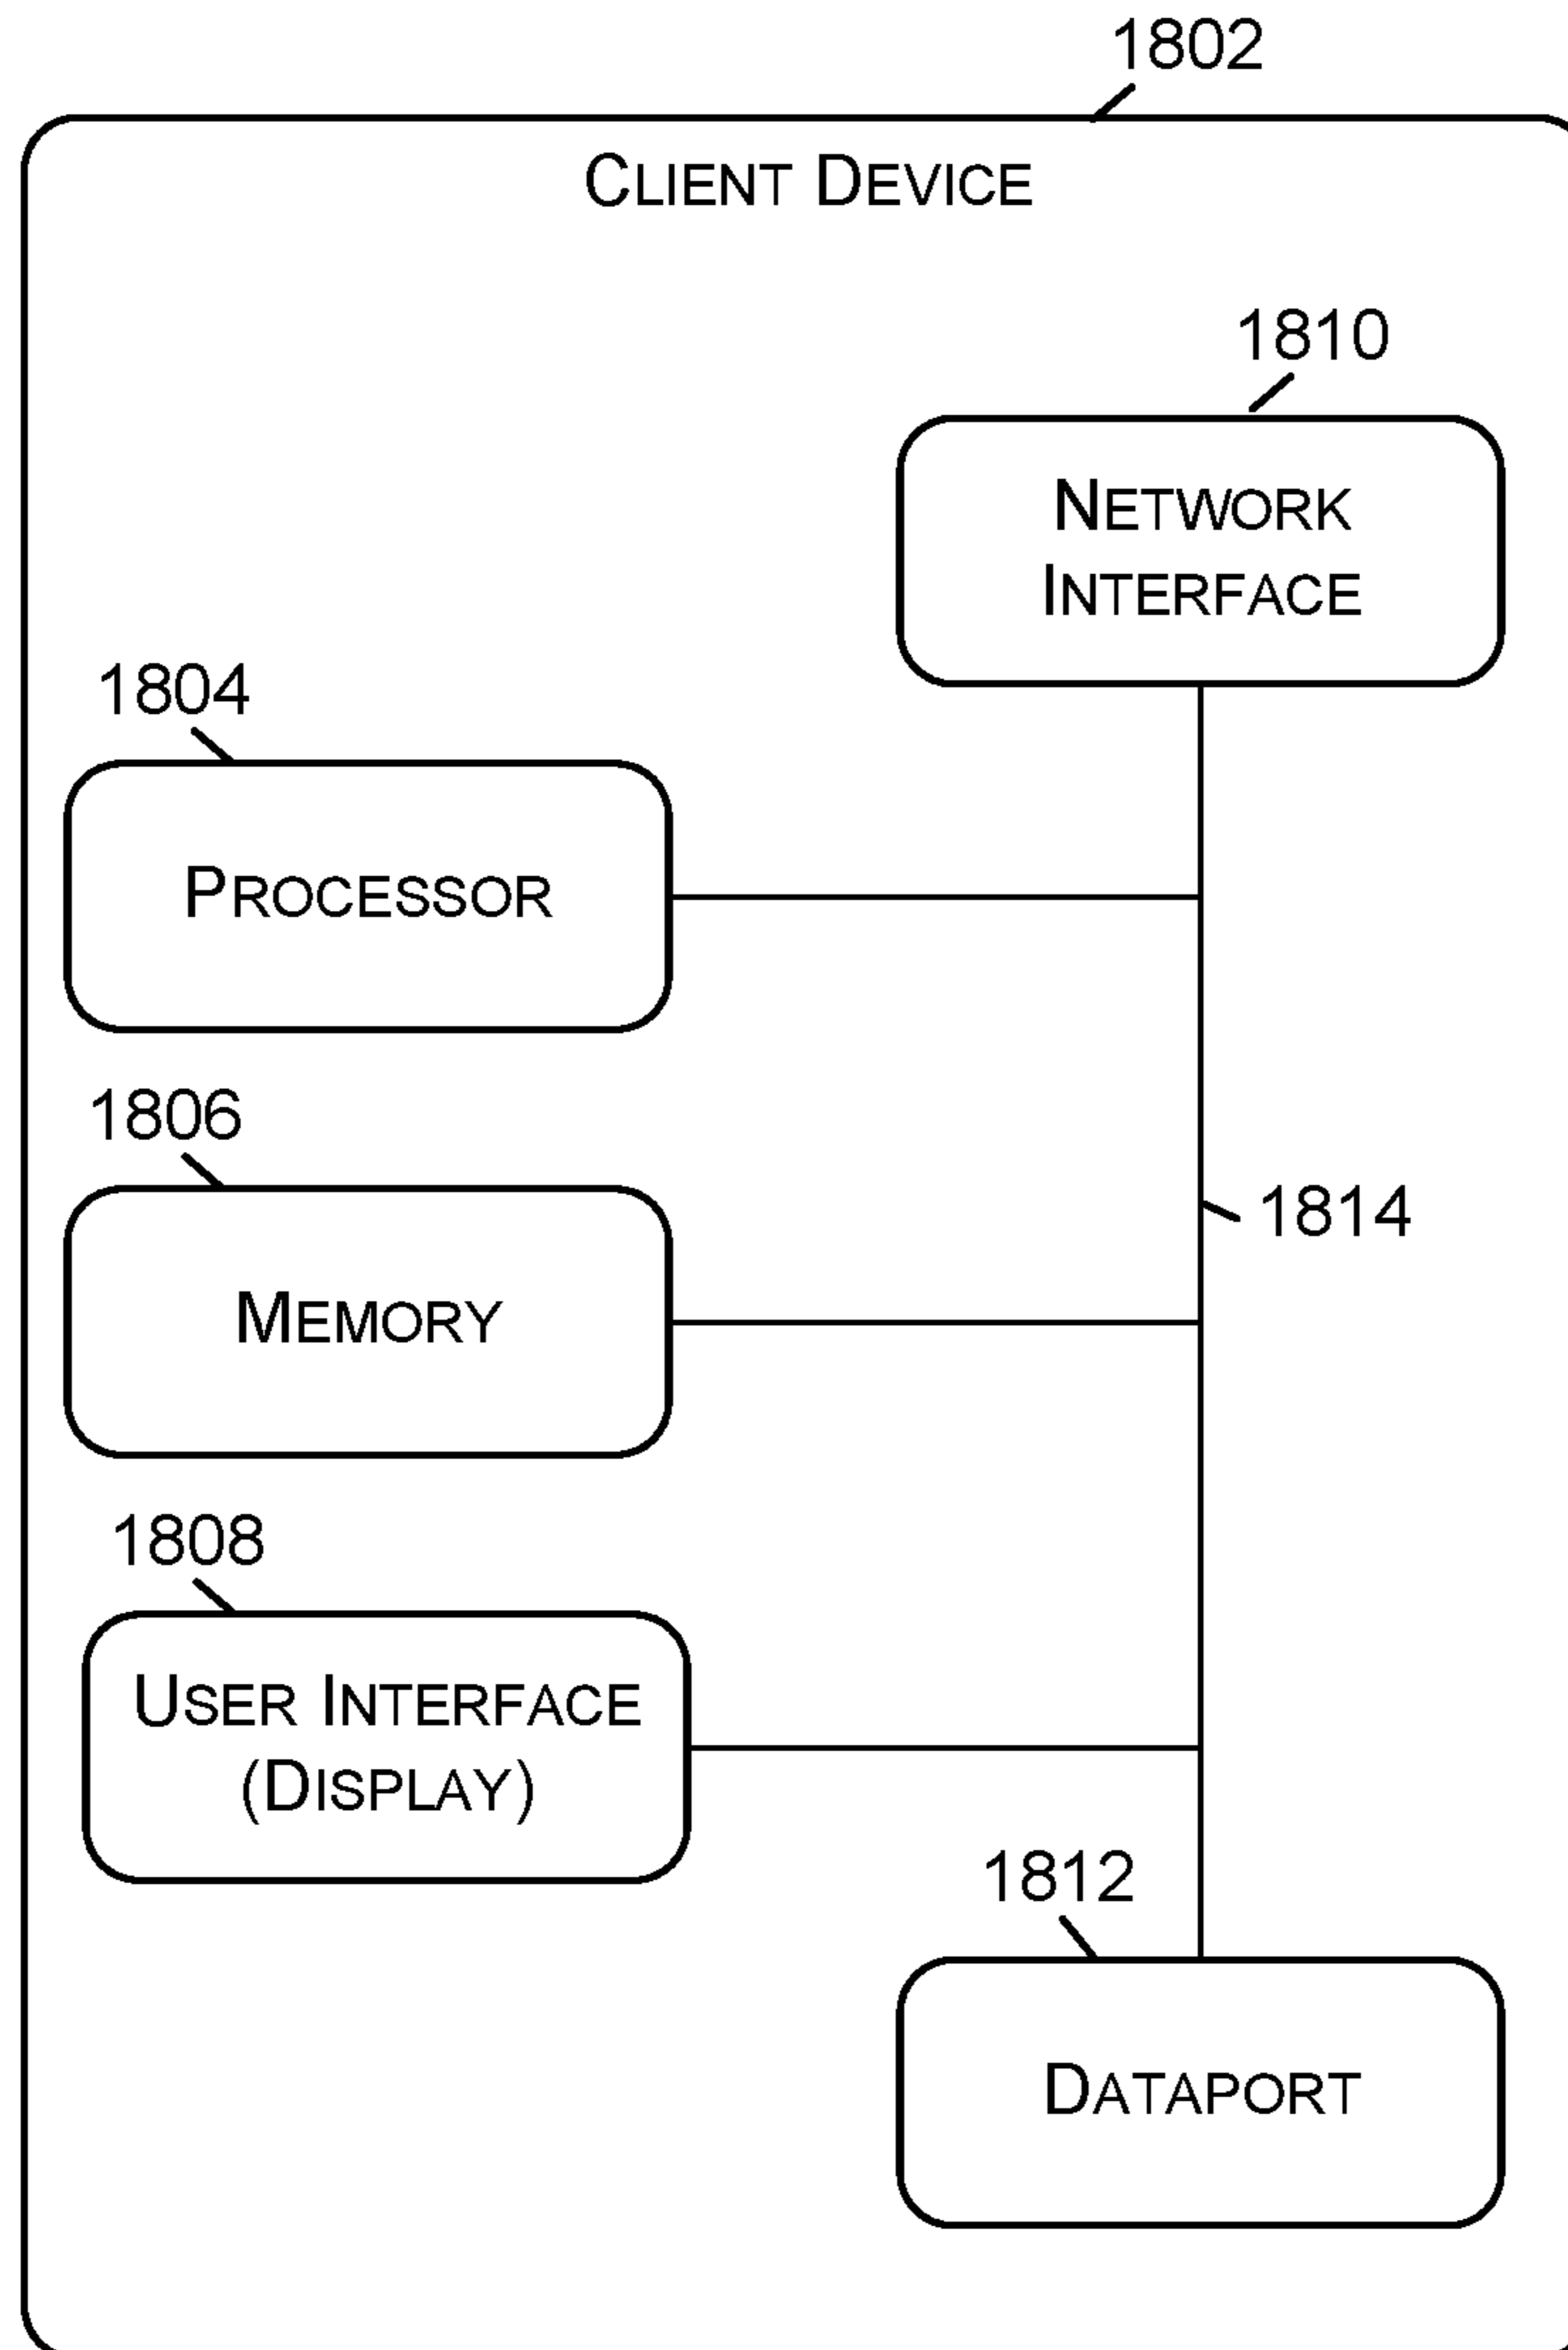 1802
CLIENT DEVICE
1810
NETWORK
INTERFACE
1804
PROCESSOR
1806
MEMORY
1814
1808
USER INTERFACE
(DISPLAY)
1812
DATAPORT